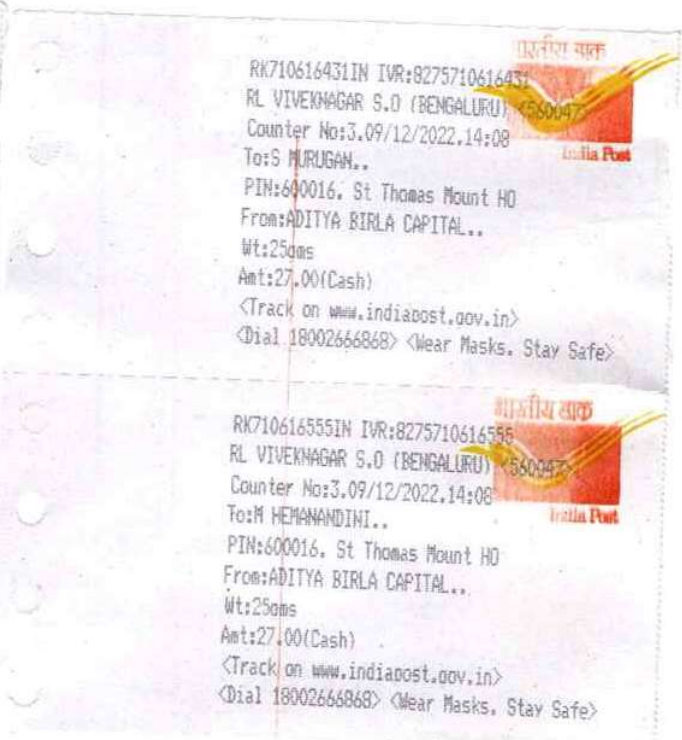 भारतीय डाक
RK710616431IN IVR:8275710616431
RL VIVEKNAGAR S.O (BENGALURU) <560047>
Counter No:3,09/12/2022,14:08
India Post
To:S MURUGAN..
PIN:600016, St Thomas Mount HO
From:ADITYA BIRLA CAPITAL..
Wt:25gms
Amt:27.00(Cash)
<Track on www.indiapost.gov.in>
<Dial 18002666868> <Wear Masks, Stay Safe>
भारतीय डाक
RK710616555IN IVR:8275710616555
RL VIVEKNAGAR S.O (BENGALURU) <560047>
Counter No:3,09/12/2022,14:08
India Post
To:M HEMANANDINI..
PIN:600016, St Thomas Mount HO
From:ADITYA BIRLA CAPITAL..
Wt:25gms
Amt:27.00(Cash)
<Track on www.indiapost.gov.in>
<Dial 18002666868> <Wear Masks, Stay Safe>